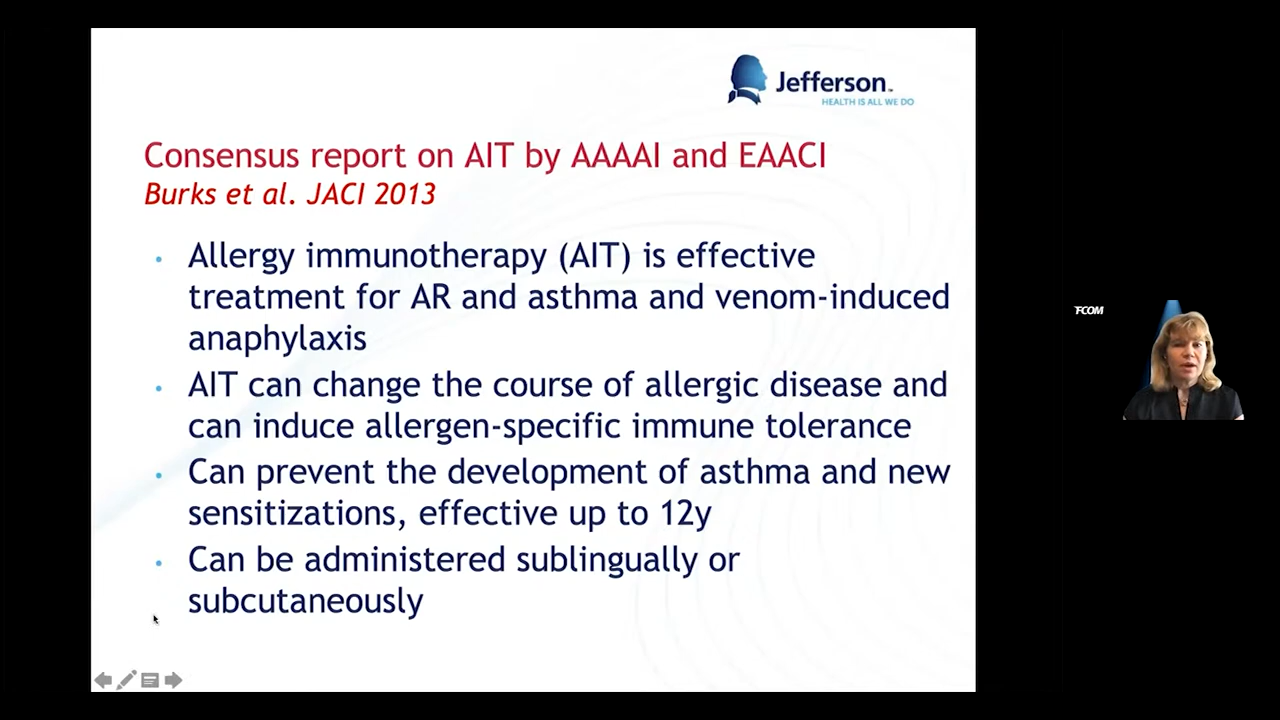 Jefferson
HEALTH IS ALL WE DO
Consensus report on AIT by AAAAI and EAACI
Burks et al. JACI 2013
• Allergy immunotherapy (AIT) is effective
treatment for AR and asthma and venom-induced
anaphylaxis
• AIT can change the course of allergic disease and
can induce allergen-specific immune tolerance
• Can prevent the development of asthma and new
sensitizations, effective up to 12y
• Can be administered sublingually or
subcutaneously